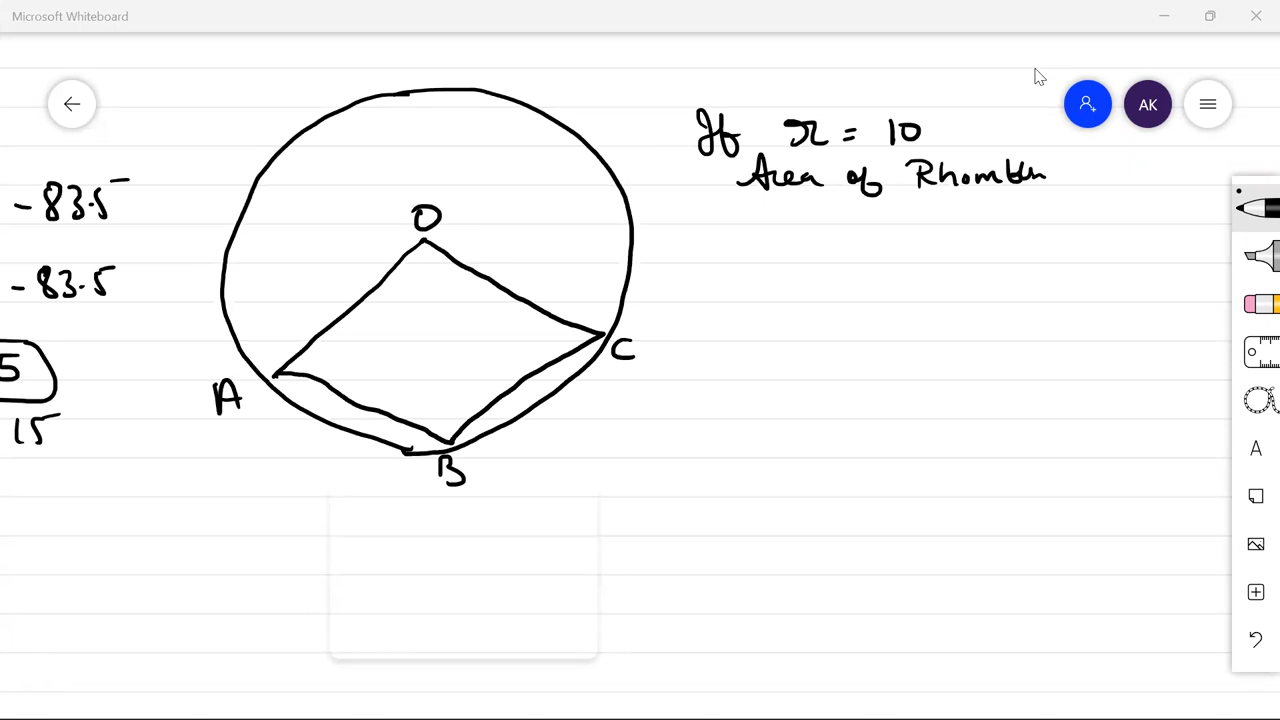 Microsoft Whiteboard
AK
If r = 10
Area of Rhombus
- 83.5
- 83.5
5
15
O
A
B
C
A